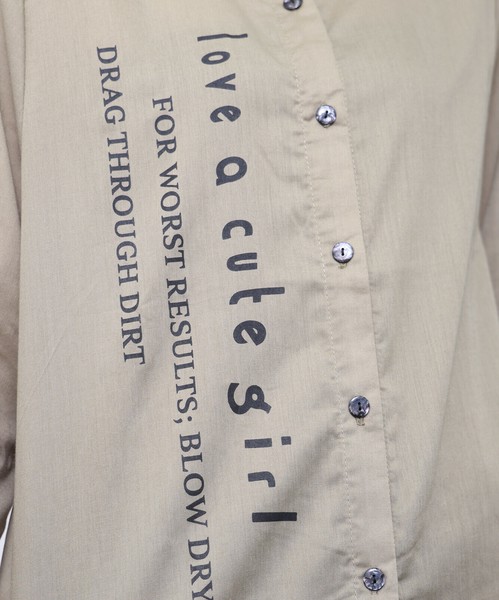 love a cute girl
FOR WORST RESULTS; BLOW DRY
DRAG THROUGH DIRT